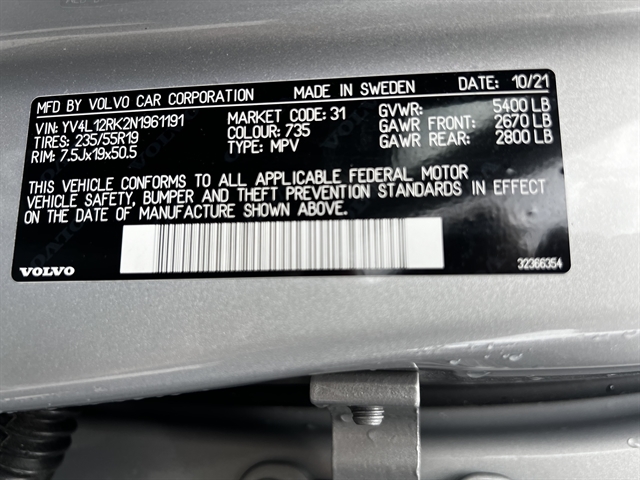 MFD BY VOLVO CAR CORPORATION MADE IN SWEDEN DATE: 10/21
VIN: YV4L12RK2N1961191 MARKET CODE: 31 GVWR: 5400 LB
TIRES: 235/55R19 COLOUR: 735 GAWR FRONT: 2670 LB
RIM: 7.5Jx19x50.5 TYPE: MPV GAWR REAR: 2800 LB
THIS VEHICLE CONFORMS TO ALL APPLICABLE FEDERAL MOTOR
VEHICLE SAFETY, BUMPER AND THEFT PREVENTION STANDARDS IN EFFECT
ON THE DATE OF MANUFACTURE SHOWN ABOVE.
VOLVO 32366354